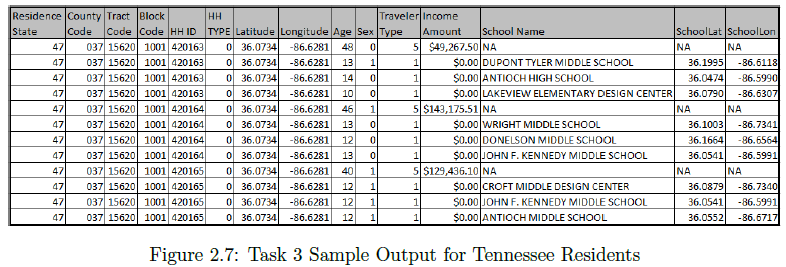 Residence County Tract Block HH Traveler Income
State Code Code Code HH ID TYPE Latitude Longitude Age Sex Type Amount School Name SchoolLat SchoolLon
47 037 15620 1001 420163 0 36.0734 -86.6281 48 0 5 $49,267.50 NA NA NA
47 037 15620 1001 420163 0 36.0734 -86.6281 13 1 1 $0.00 DUPONT TYLER MIDDLE SCHOOL 36.1995 -86.6118
47 037 15620 1001 420163 0 36.0734 -86.6281 14 0 1 $0.00 ANTIOCH HIGH SCHOOL 36.0474 -86.5990
47 037 15620 1001 420163 0 36.0734 -86.6281 10 0 1 $0.00 LAKEVIEW ELEMENTARY DESIGN CENTER 36.0790 -86.6307
47 037 15620 1001 420164 0 36.0734 -86.6281 46 1 5 $143,175.51 NA NA NA
47 037 15620 1001 420164 0 36.0734 -86.6281 13 0 1 $0.00 WRIGHT MIDDLE SCHOOL 36.1003 -86.7341
47 037 15620 1001 420164 0 36.0734 -86.6281 12 0 1 $0.00 DONELSON MIDDLE SCHOOL 36.1664 -86.6564
47 037 15620 1001 420164 0 36.0734 -86.6281 13 0 1 $0.00 JOHN F. KENNEDY MIDDLE SCHOOL 36.0541 -86.5991
47 037 15620 1001 420165 0 36.0734 -86.6281 40 1 5 $129,436.10 NA NA NA
47 037 15620 1001 420165 0 36.0734 -86.6281 12 1 1 $0.00 CROFT MIDDLE DESIGN CENTER 36.0879 -86.7340
47 037 15620 1001 420165 0 36.0734 -86.6281 12 1 1 $0.00 JOHN F. KENNEDY MIDDLE SCHOOL 36.0541 -86.5991
47 037 15620 1001 420165 0 36.0734 -86.6281 12 1 1 $0.00 ANTIOCH MIDDLE SCHOOL 36.0552 -86.6717
Figure 2.7: Task 3 Sample Output for Tennessee Residents